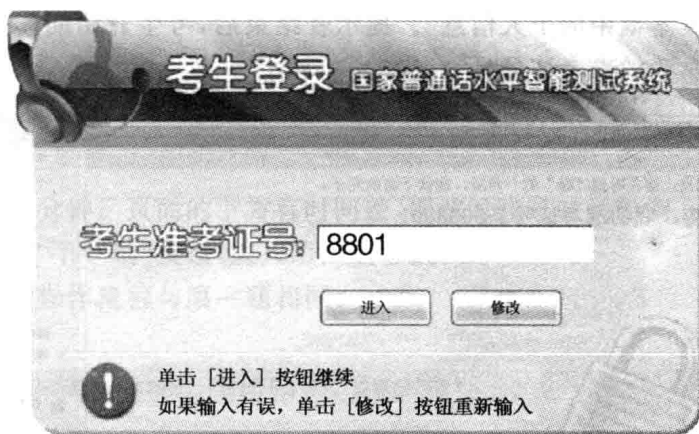 考生登录 国家普通话水平智能测试系统
考生准考证号: 8801
进入 修改
单击 [进入] 按钮继续
如果输入有误，单击 [修改] 按钮重新输入